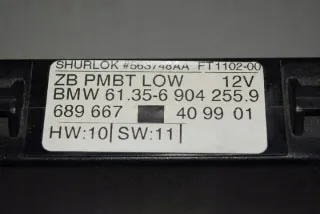 SHURLOK #563748AA FT1102-00
ZB PMBT LOW 12V
BMW 61.35-6 904 255.9
689 667 40 99 01
HW:10 SW:11